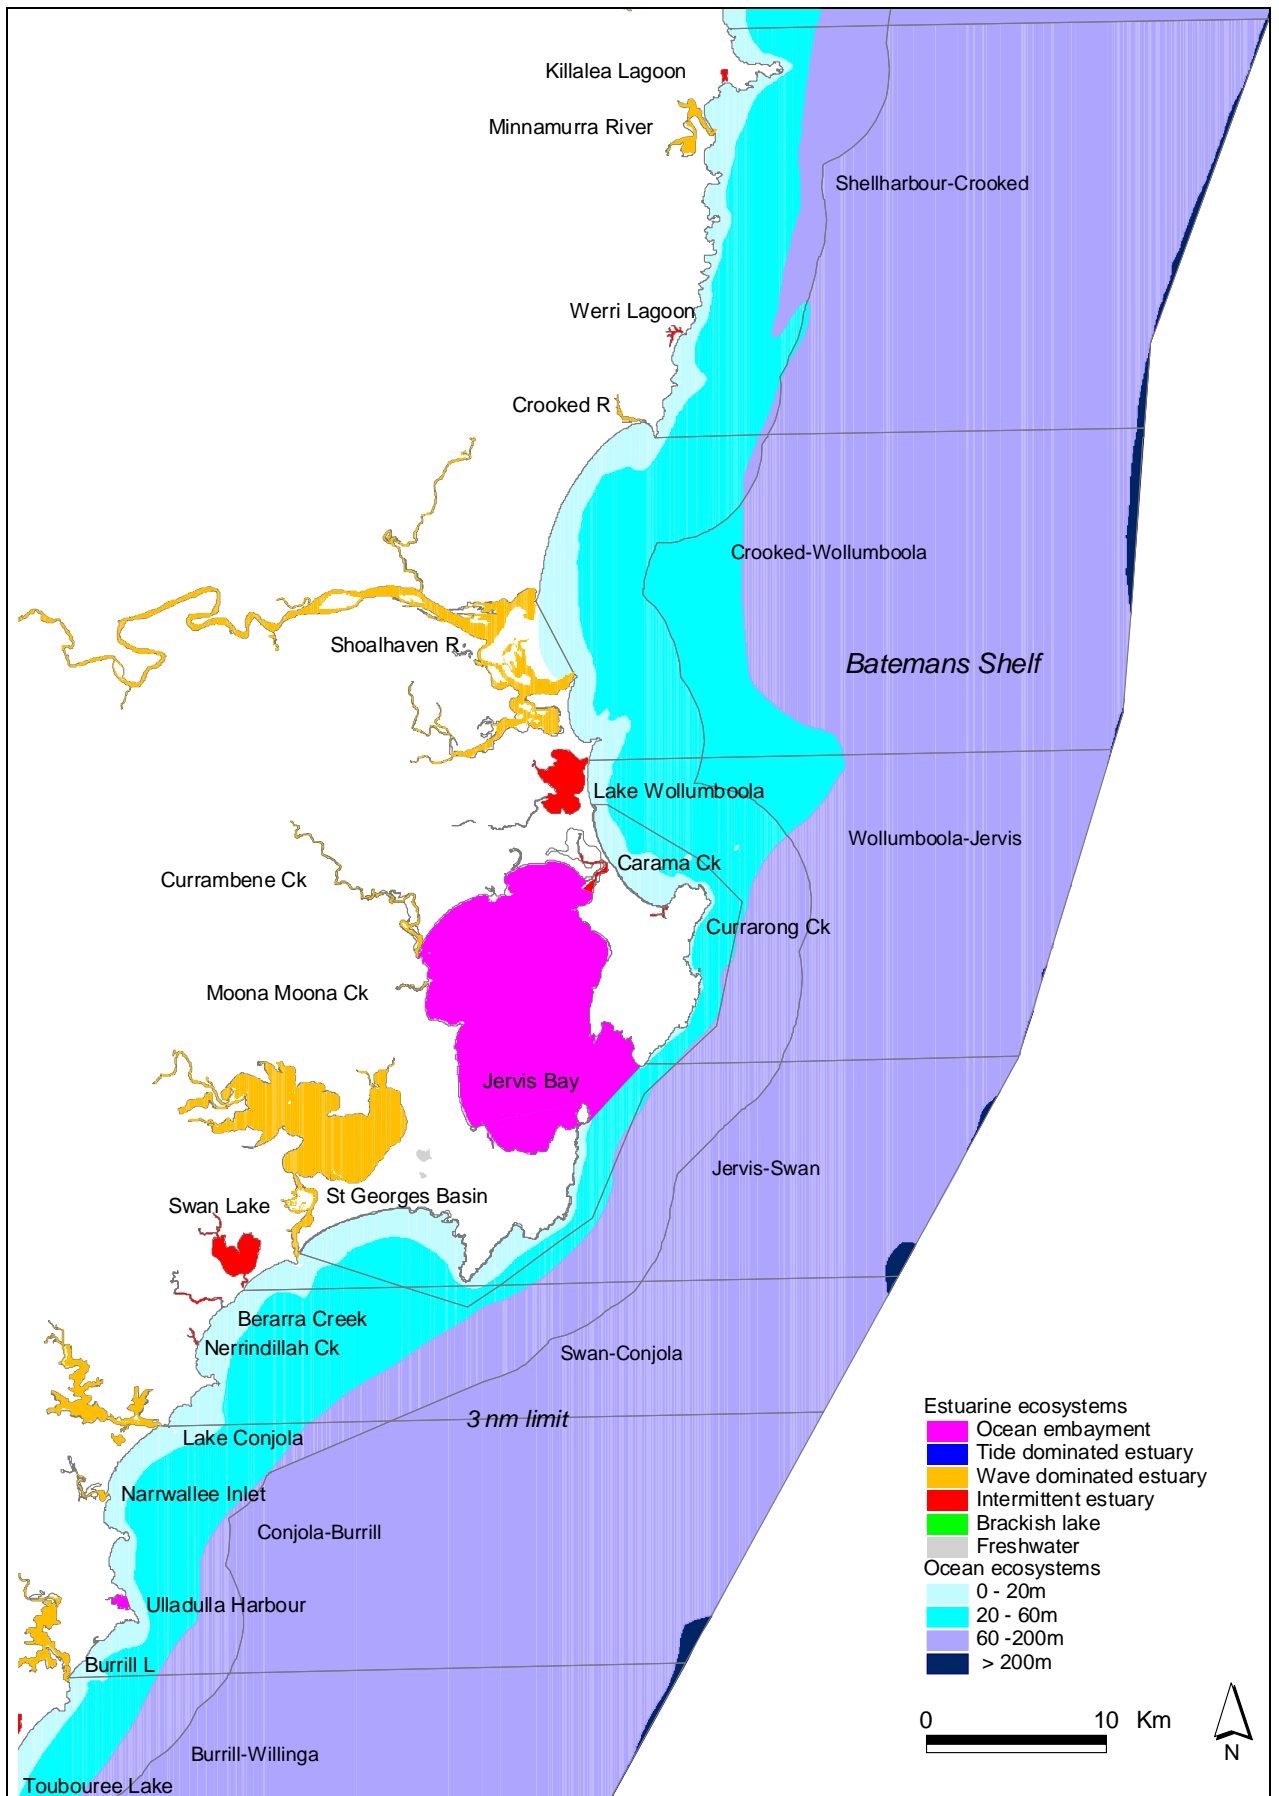 Killalea Lagoon
Minnamurra River
Shellharbour-Crooked
Werri Lagoon
Crooked R
Crooked-Wollumboola
Shoalhaven R
Batemans Shelf
Lake Wollumboola
Wollumboola-Jervis
Carama Ck
Currambene Ck
Currarong Ck
Moona Moona Ck
Jervis Bay
Jervis-Swan
St Georges Basin
Swan Lake
Berarra Creek
Nerrindillah Ck
Swan-Conjola
3 nm limit
Lake Conjola
Narrwallee Inlet
Conjola-Burrill
Ulladulla Harbour
Burrill L
Burrill-Willinga
Toubouree Lake
Estuarine ecosystems
Ocean embayment
Tide dominated estuary
Wave dominated estuary
Intermittent estuary
Brackish lake
Freshwater
Ocean ecosystems
0 - 20m
20 - 60m
60 -200m
> 200m
0 10 Km
N